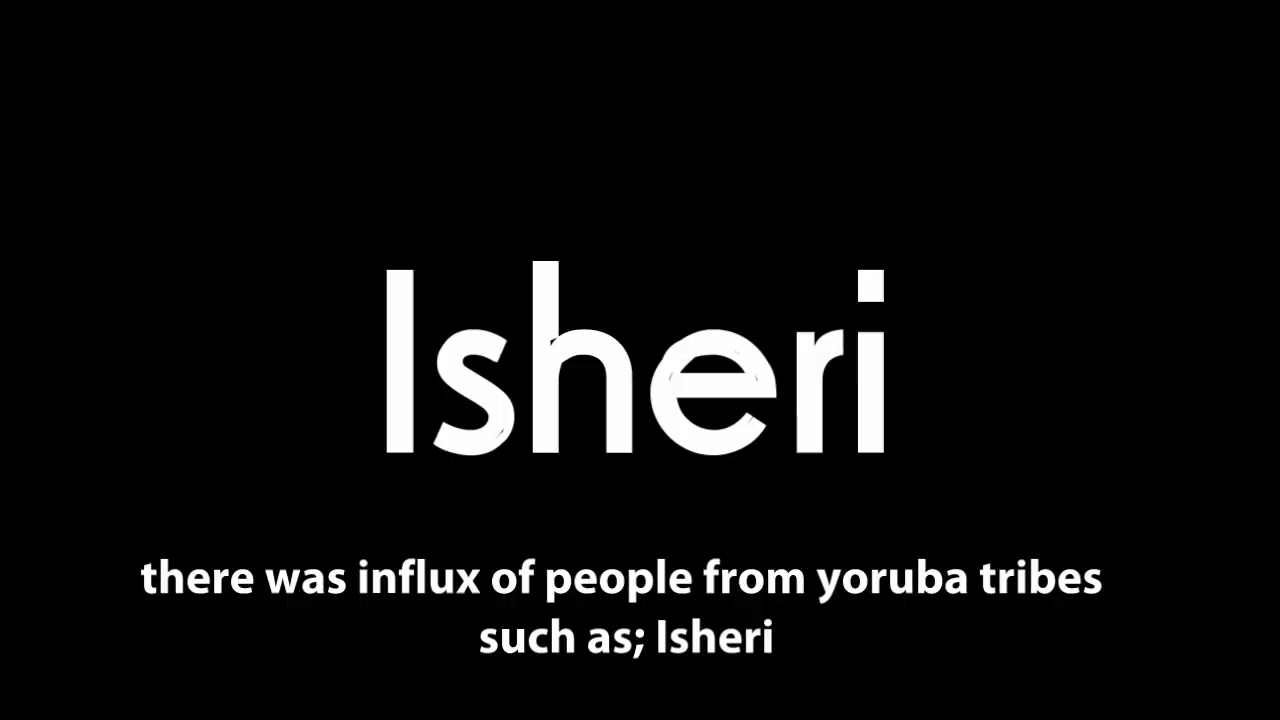 Isheri
there was influx of people from yoruba tribes
such as; Isheri